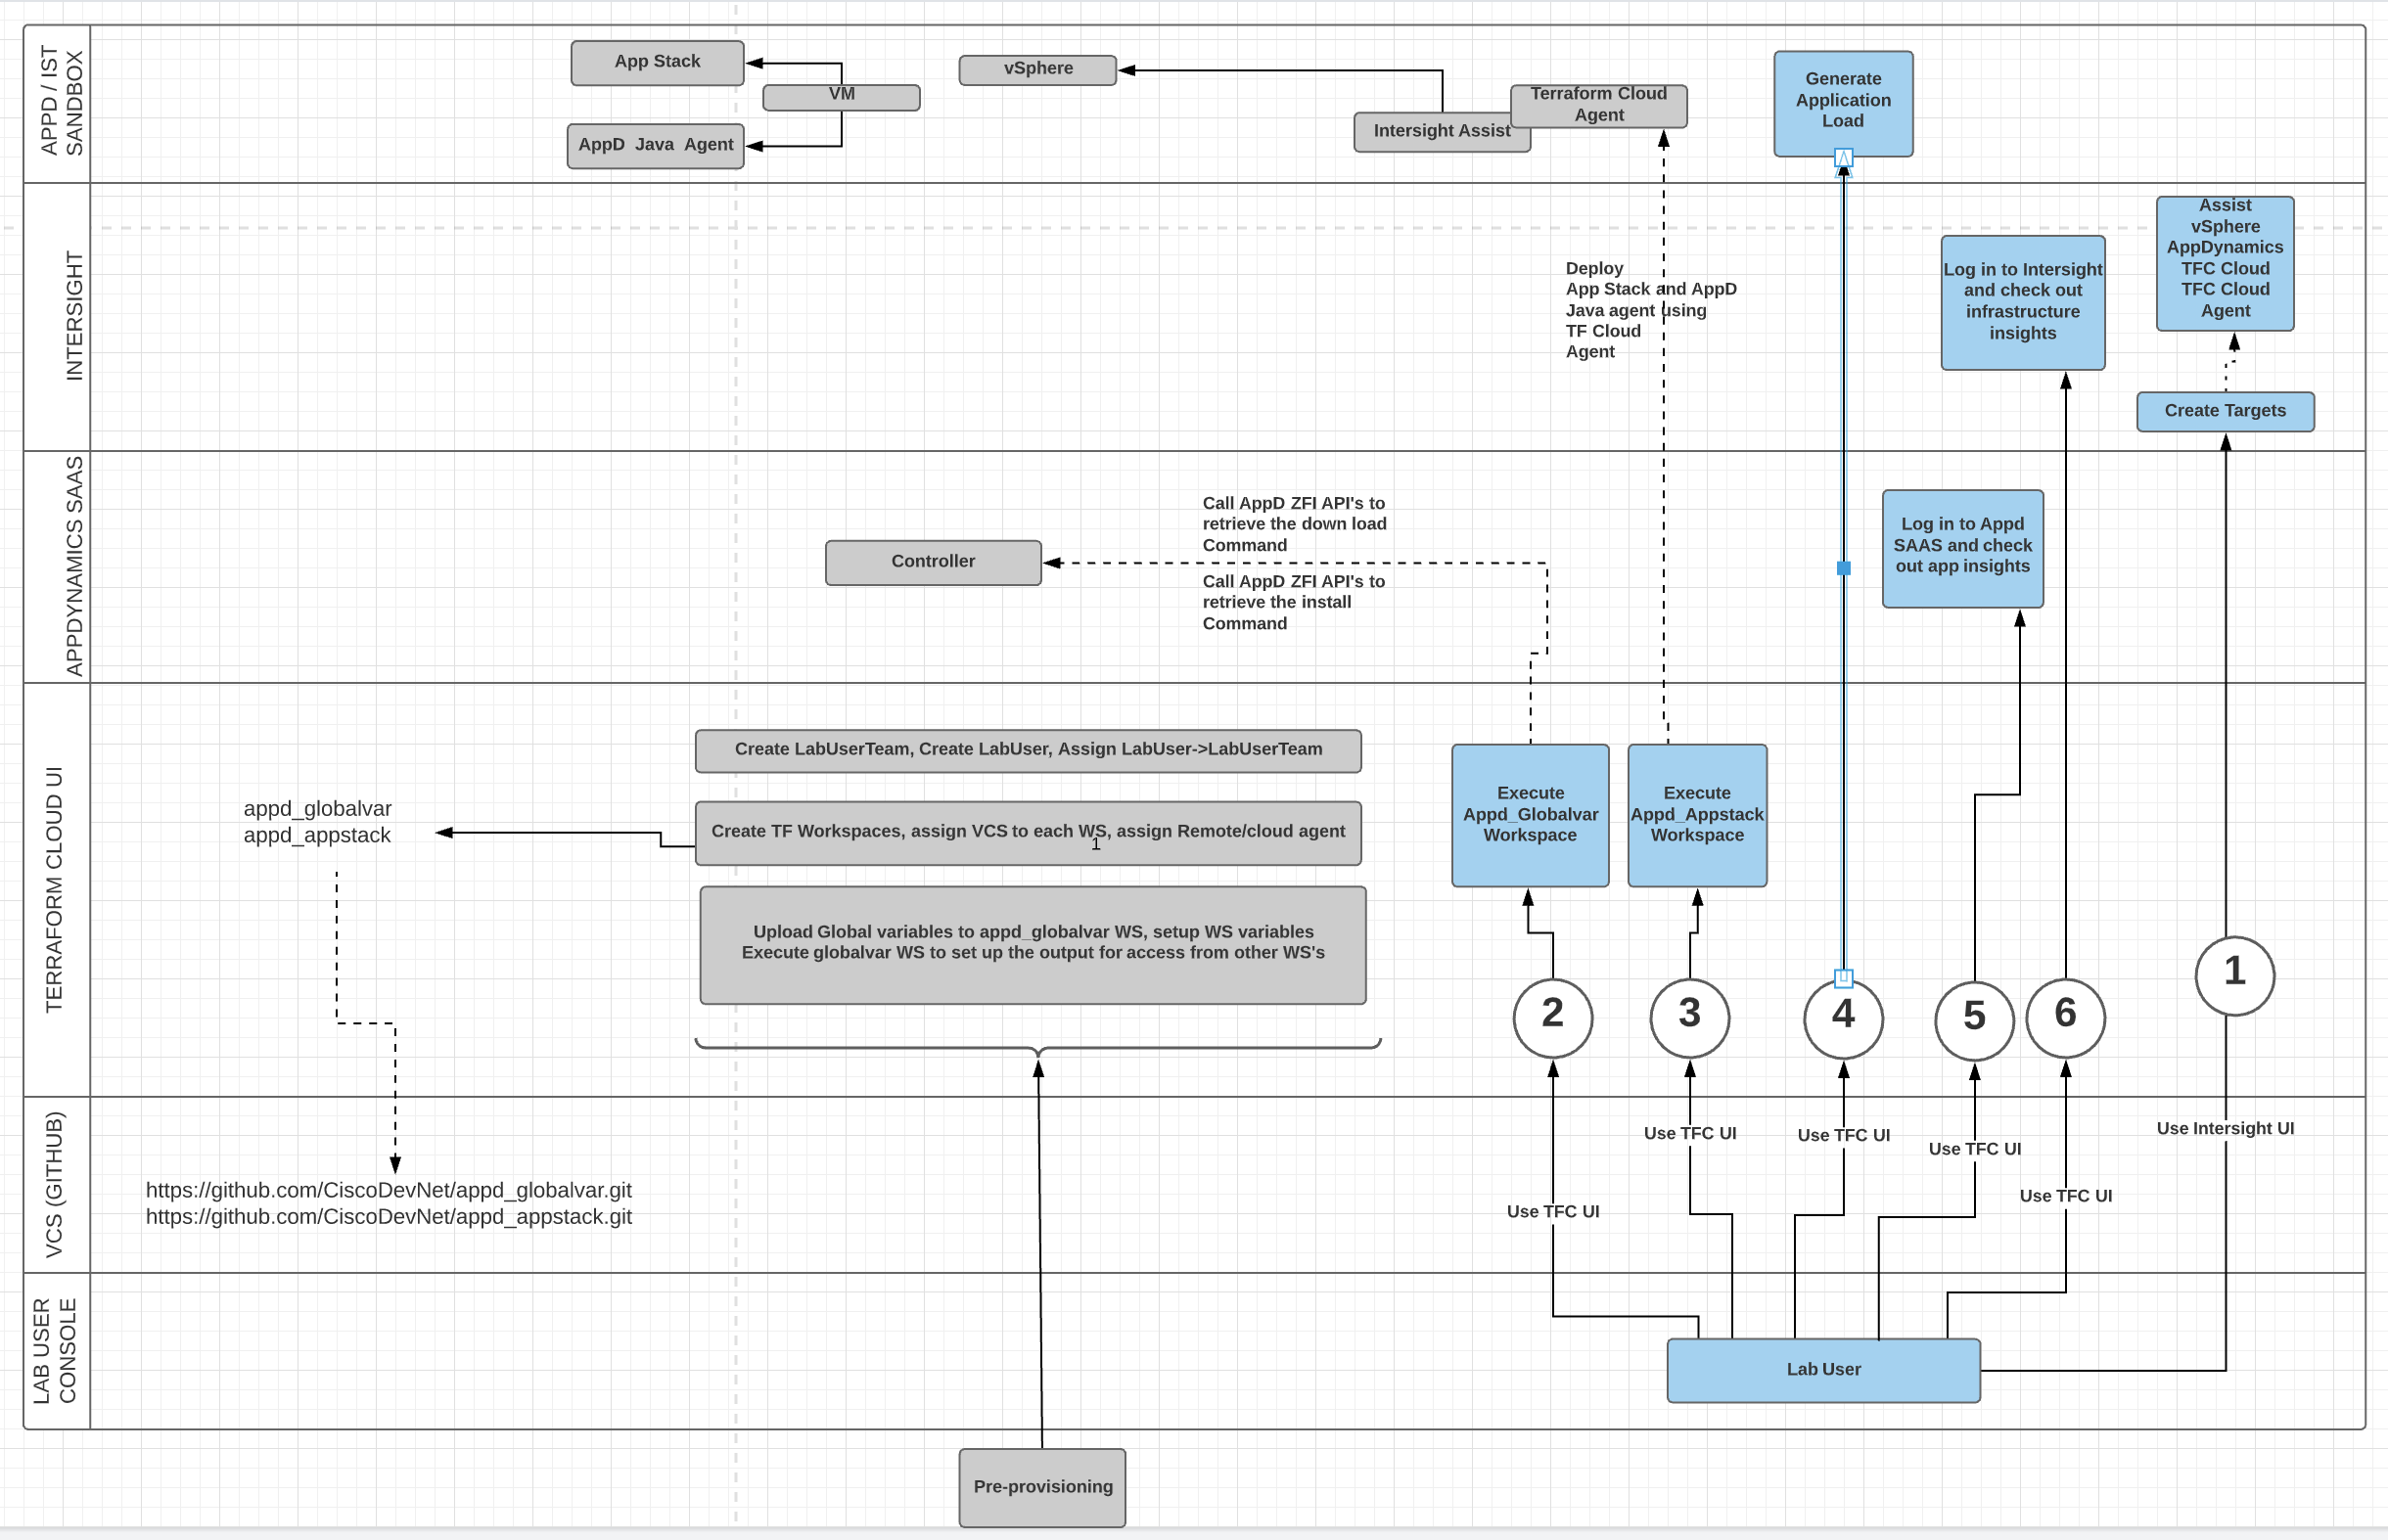 APPD / IST
SANDBOX
App Stack
VM
AppD  Java  Agent
vSphere
Intersight Assist
Terraform Cloud
Agent
Generate
Application
Load
INTERSIGHT
Deploy
App Stack and AppD
Java agent using
TF Cloud
Agent
Log in to Intersight
and check out
infrastructure
insights
Assist
vSphere
AppDynamics
TFC Cloud
TFC Cloud
Agent
Create Targets
APPDYNAMICS SAAS
Controller
Call AppD ZFI API's to
retrieve the down load
Command
Call AppD ZFI API's to
retrieve the install
Command
Log in to Appd
SAAS and check
out app insights
TERRAFORM CLOUD UI
appd_globalvar
appd_appstack
Create LabUserTeam, Create LabUser, Assign LabUser->LabUserTeam
Create TF Workspaces, assign VCS to each WS, assign Remote/cloud agent
1
Upload Global variables to appd_globalvar WS, setup WS variables
Execute globalvar WS to set up the output for access from other WS's
Execute
Appd_Globalvar
Workspace
Execute
Appd_Appstack
Workspace
2
3
4
5
6
1
VCS (GITHUB)
https://github.com/CiscoDevNet/appd_globalvar.git
https://github.com/CiscoDevNet/appd_appstack.git
Use TFC UI
Use TFC UI
Use TFC UI
Use TFC UI
Use TFC UI
Use Intersight UI
LAB USER
CONSOLE
Lab User
Pre-provisioning